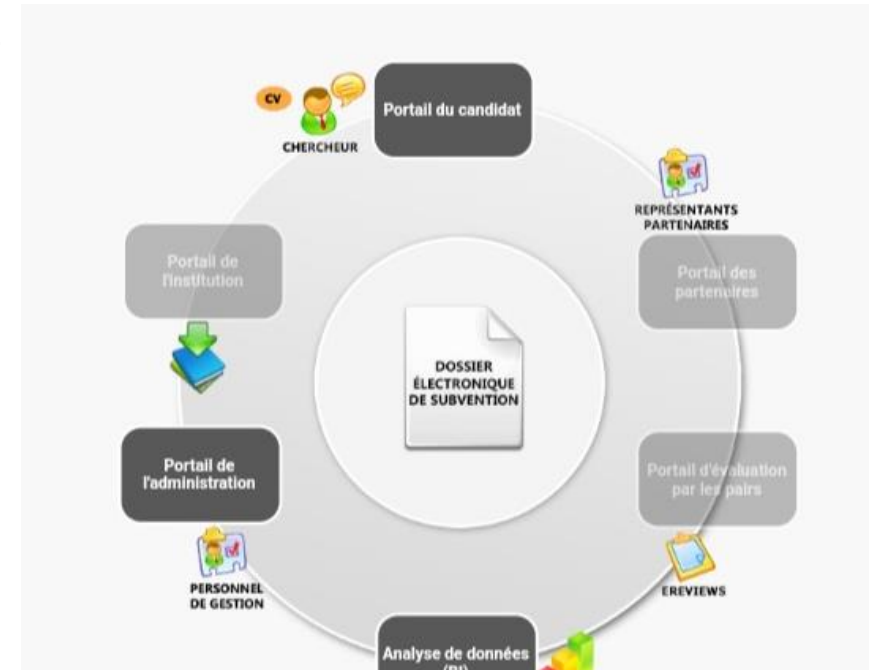 CV
CHERCHEUR
Portail du candidat
REPRÉSENTANTS
PARTENAIRES
Portail de
l'institution
Portail des
partenaires
DOSSIER
ÉLECTRONIQUE
DE SUBVENTION
Portail de
l'administration
Portail d'évaluation
par les pairs
PERSONNEL
DE GESTION
EREVIEWS
Analyse de données
(BI)